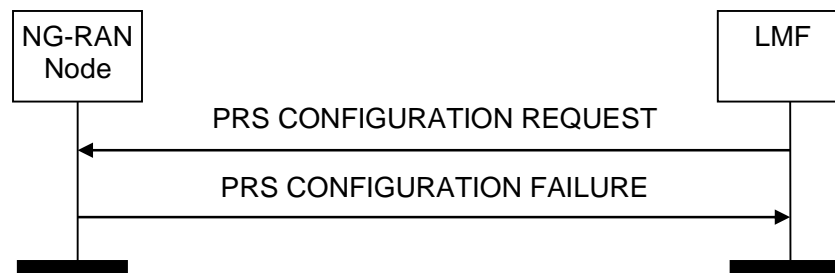 NG-RAN
Node
LMF
PRS CONFIGURATION REQUEST
PRS CONFIGURATION FAILURE